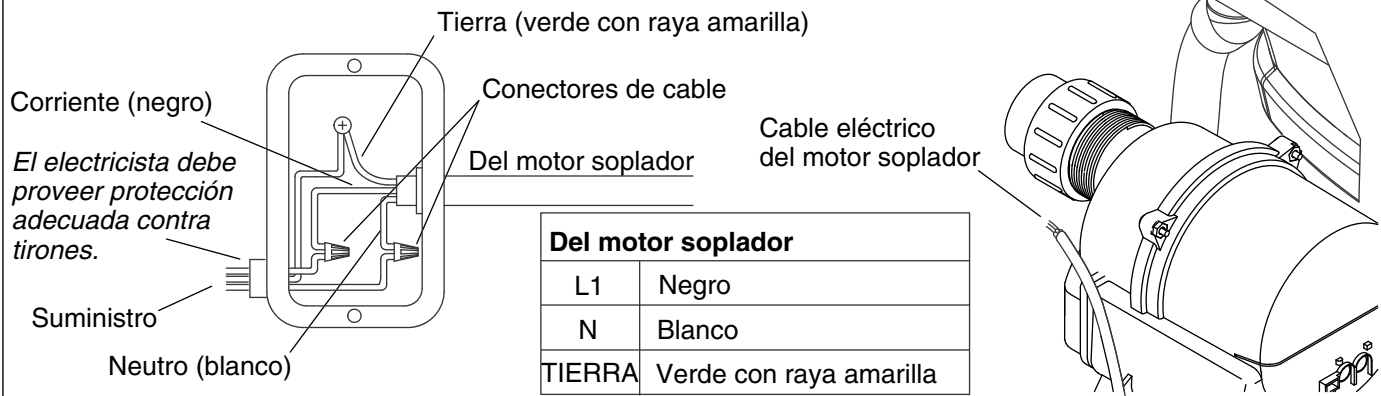 Tierra (verde con raya amarilla)
Corriente (negro)
Conectores de cable
El electricista debe
proveer protección
adecuada contra
tirones.
Del motor soplador
Cable eléctrico
del motor soplador
Suministro
Neutro (blanco)
Del motor soplador
L1 Negro
N Blanco
TIERRA Verde con raya amarilla